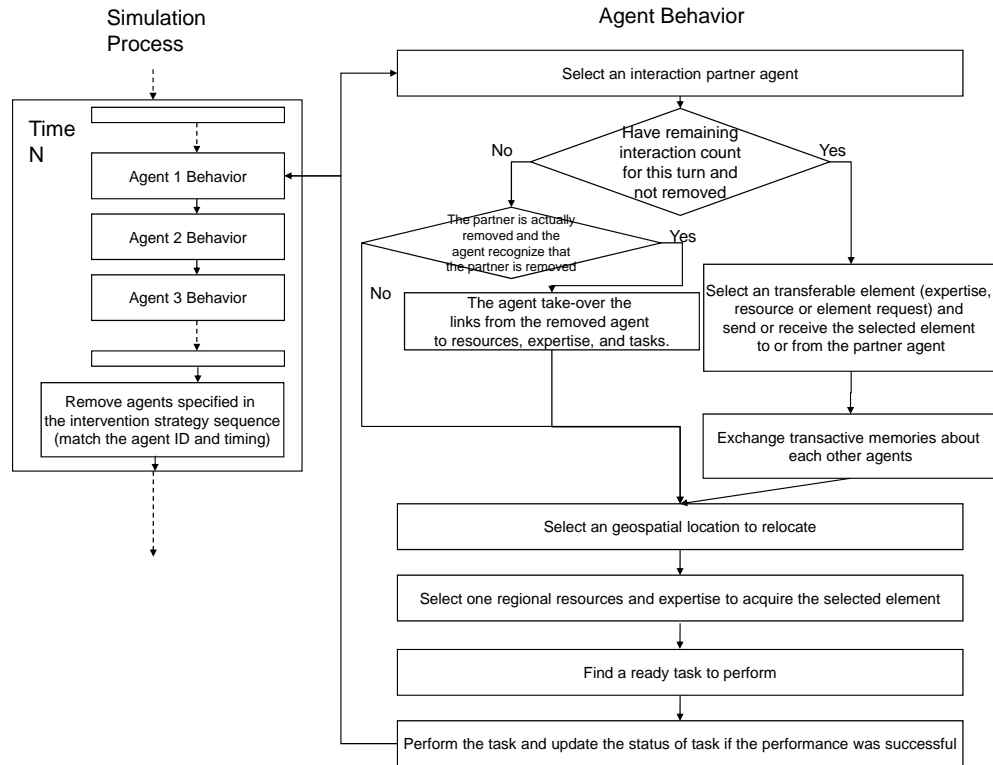 Simulation
Process
Time
N
Agent 1 Behavior
Agent 2 Behavior
Agent 3 Behavior
Remove agents specified in
the intervention strategy sequence
(match the agent ID and timing)
Agent Behavior
Select an interaction partner agent
Have remaining
interaction count
for this turn and
not removed
No
Yes
The partner is actually
removed and the
agent recognize that
the partner is removed
Yes
No
The agent take-over the
links from the removed agent
to resources, expertise, and tasks.
Select an transferable element (expertise,
resource or element request) and
send or receive the selected element
to or from the partner agent
Exchange transactive memories about
each other agents
Select an geospatial location to relocate
Select one regional resources and expertise to acquire the selected element
Find a ready task to perform
Perform the task and update the status of task if the performance was successful